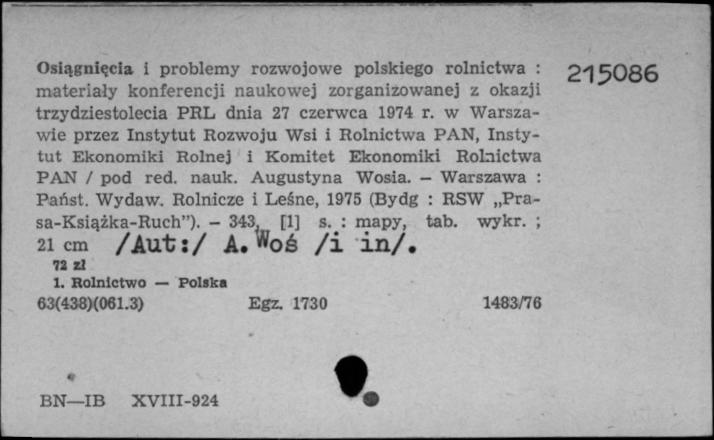 Osiągnięcia i problemy rozwojowe polskiego rolnictwa :
materiały konferencji naukowej zorganizowanej z okazji
trzydziestolecia PRL dnia 27 czerwca 1974 r. w Warsza-
wie przez Instytut Rozwoju Wsi i Rolnictwa PAN, Insty-
tut Ekonomiki Rolnej i Komitet Ekonomiki Rolnictwa
PAN / pod red. nauk. Augustyna Wosia. — Warszawa :
Państ. Wydaw. Rolnicze i Leśne, 1975 (Bydg : RSW „Pra-
sa-Książka-Ruch"). — 343, [1] s. : mapy, tab. wykr. ;
21 cm /Aut:/ A.Woś /i in/.
72 zł
1. Rolnictwo — Polska
63(438)(061.3) Egz. 1730 1483/76
BN—IB XVIII-924
215086